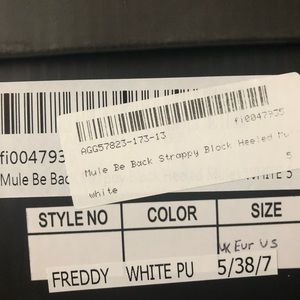 AGG57823-173-13
fi0047935
Mule Be Back Strappy Block Heeled Mu
white
5
fi004793
Mule Be Bac
WHITE 5
STYLE NO COLOR SIZE
UK Eur US
FREDDY WHITE PU 5/38/7